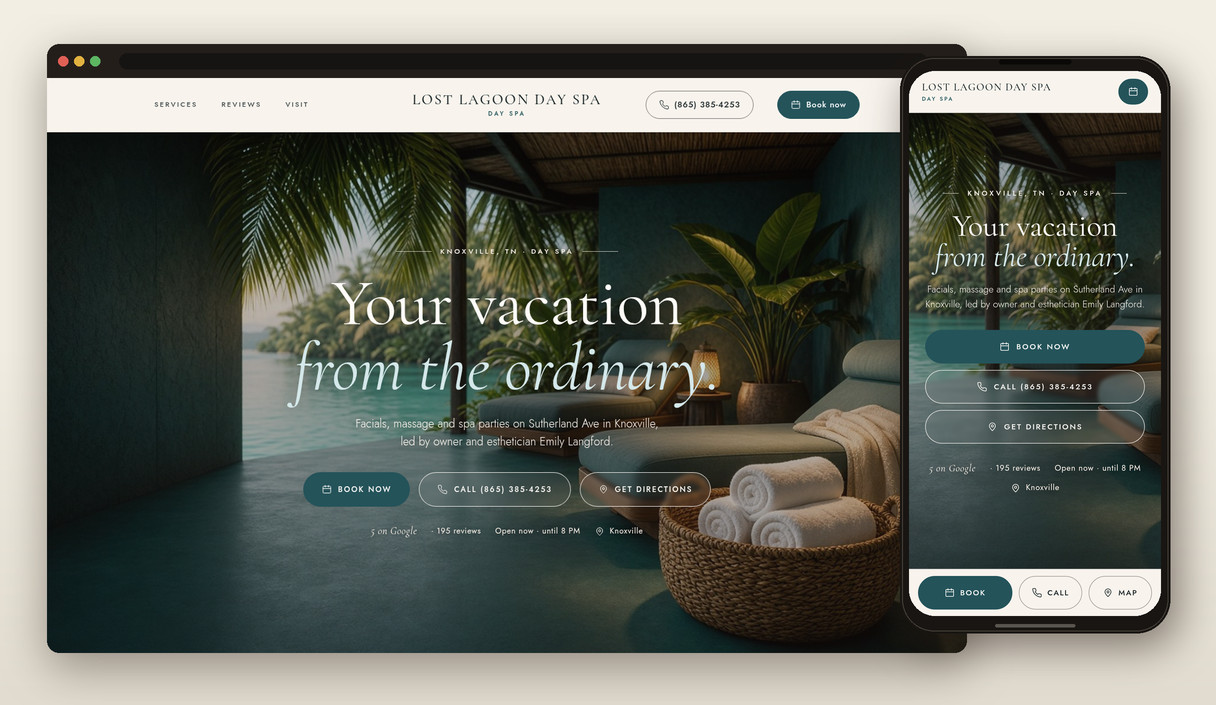 SERVICES REVIEWS VISIT
LOST LAGOON DAY SPA
DAY SPA
(865) 385-4253
Book now
KNOXVILLE, TN · DAY SPA
Your vacation
from the ordinary.
Facials, massage and spa parties on Sutherland Ave in Knoxville,
led by owner and esthetician Emily Langford.
BOOK NOW
CALL (865) 385-4253
GET DIRECTIONS
5 on Google · 195 reviews Open now · until 8 PM Knoxville
LOST LAGOON DAY SPA
DAY SPA
KNOXVILLE, TN · DAY SPA
Your vacation
from the ordinary.
Facials, massage and spa parties on Sutherland Ave in
Knoxville, led by owner and esthetician Emily Langford.
BOOK NOW
CALL (865) 385-4253
GET DIRECTIONS
5 on Google · 195 reviews Open now · until 8 PM
Knoxville
BOOK
CALL
MAP